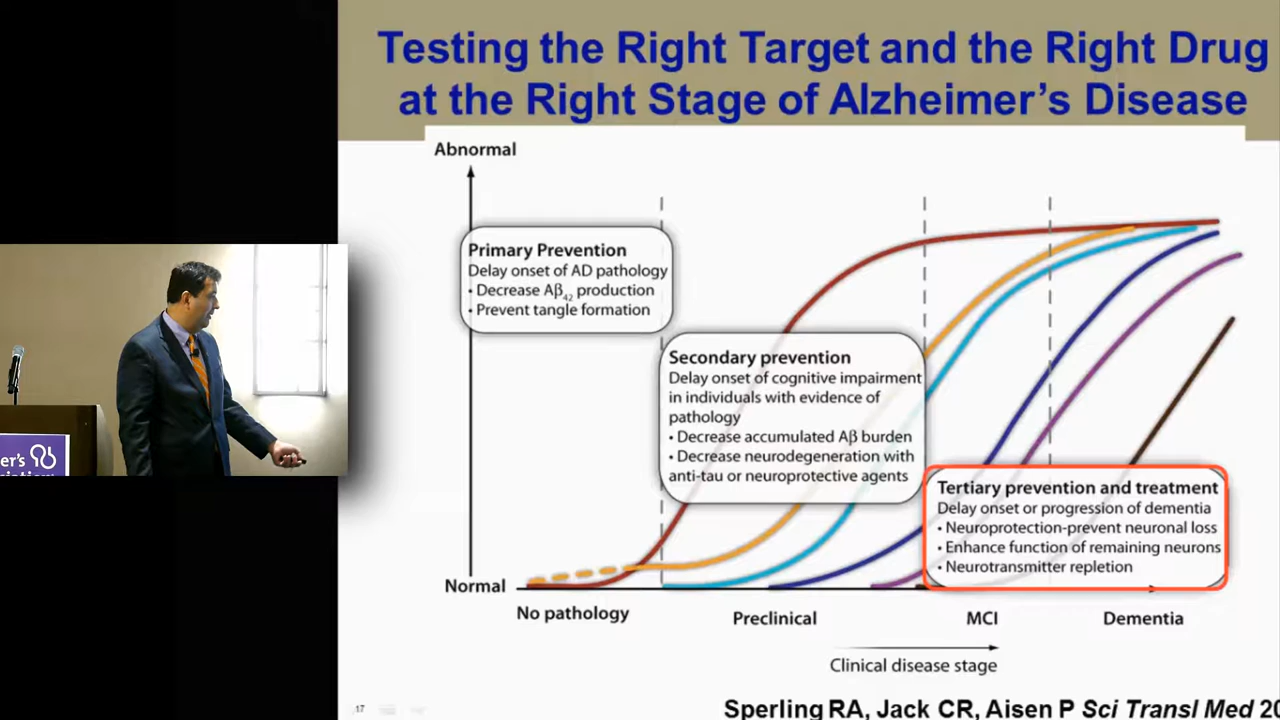 Testing the Right Target and the Right Drug
at the Right Stage of Alzheimer's Disease
Abnormal
Primary Prevention
Delay onset of AD pathology
• Decrease Aβ42 production
• Prevent tangle formation
Secondary prevention
Delay onset of cognitive impairment
in individuals with evidence of
pathology
• Decrease accumulated Aβ burden
• Decrease neurodegeneration with
anti-tau or neuroprotective agents
Tertiary prevention and treatment
Delay onset or progression of dementia
• Neuroprotection-prevent neuronal loss
• Enhance function of remaining neurons
• Neurotransmitter repletion
Normal
No pathology
Preclinical
MCI
Dementia
Clinical disease stage
17
Sperling RA, Jack CR, Aisen P Sci Transl Med 20
er's